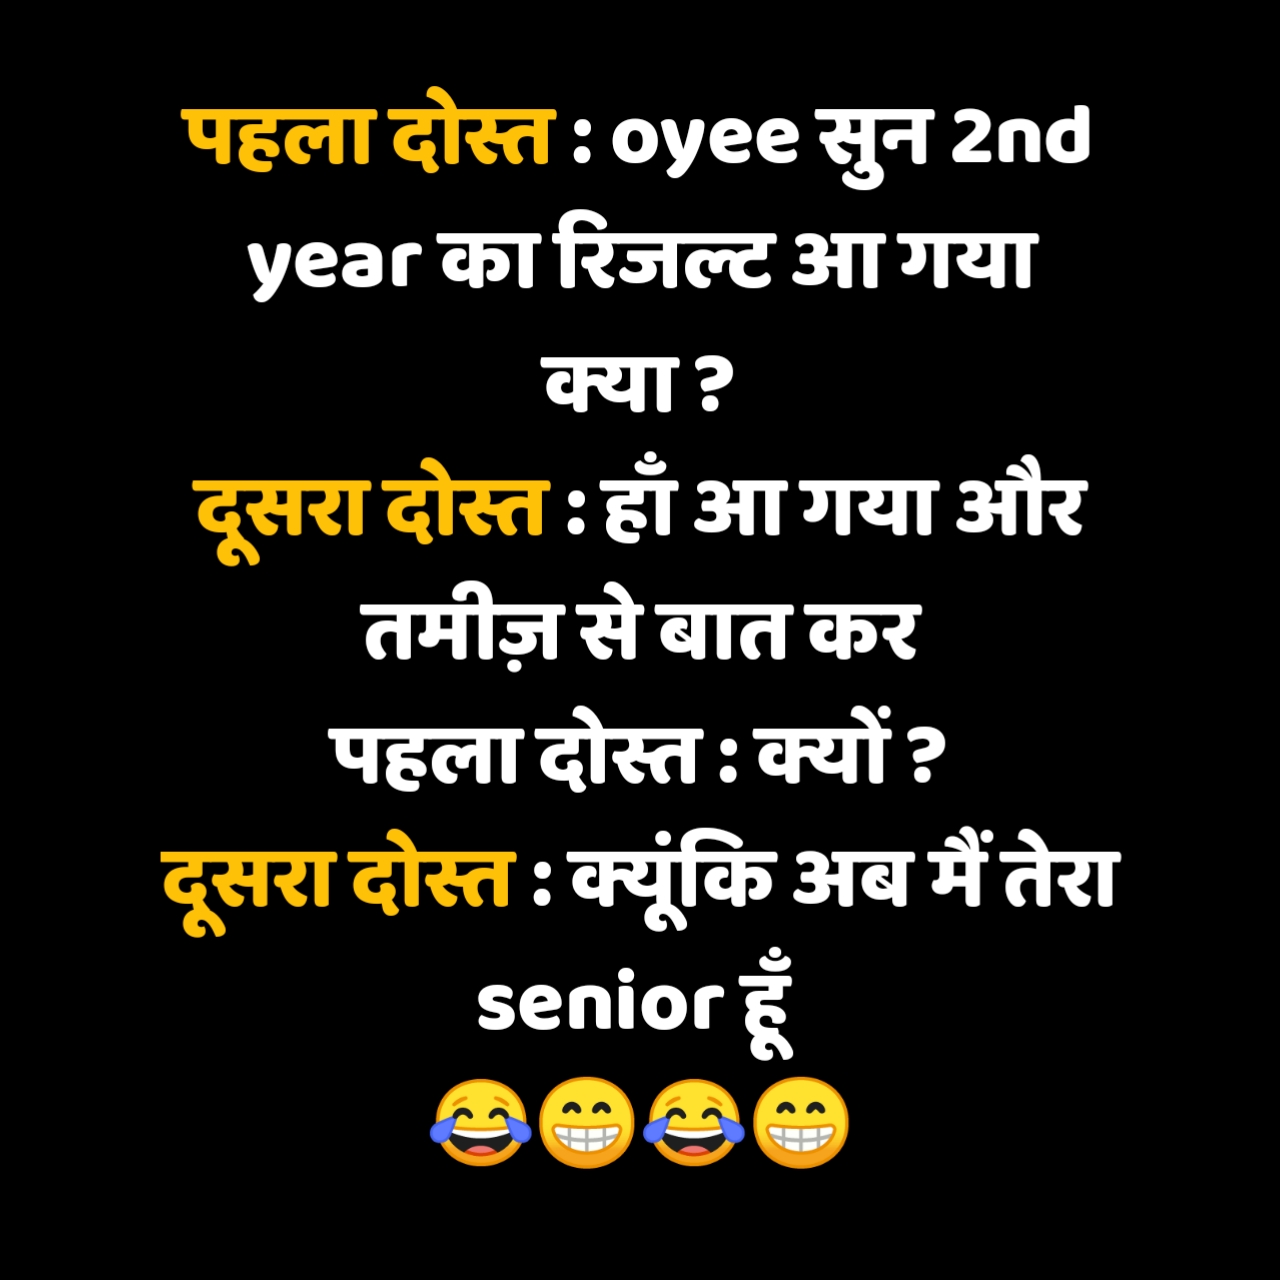 पहला दोस्त : oyee सुन 2nd
year का रिजल्ट आ गया
क्या ?
दूसरा दोस्त : हाँ आ गया और
तमीज़ से बात कर
पहला दोस्त : क्यों ?
दूसरा दोस्त : क्यूंकि अब मैं तेरा
senior हूँ
😂😁😂😁